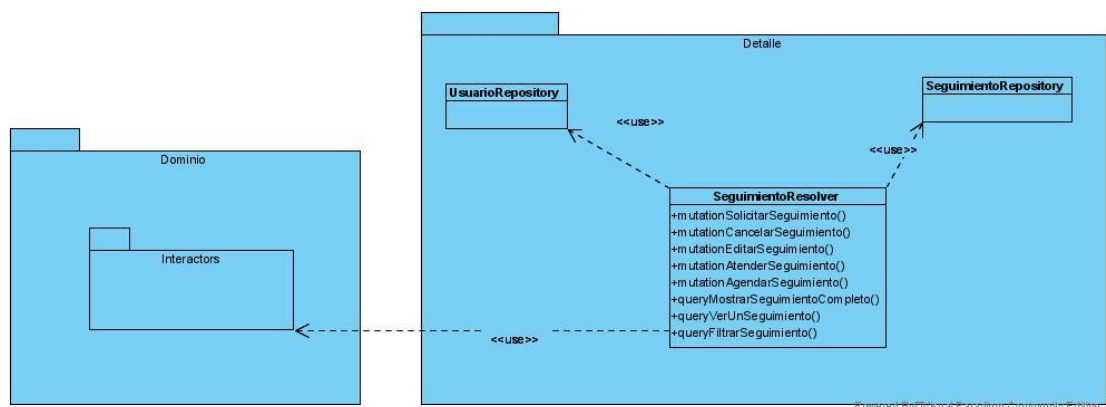 Detalle
UsuarioRepository
SeguimientoRepository
<<use>>
<<use>>
Dominio
Interactors
SeguimientoResolver
+mutationSolicitarSeguimiento()
+mutationCancelarSeguimiento()
+mutationEditarSeguimiento()
+mutationAtenderSeguimiento()
+mutationAgendarSeguimiento()
+queryMostrarSeguimientoCompleto()
+queryVerUnSeguimiento()
+queryFiltrarSeguimiento()
<<use>>